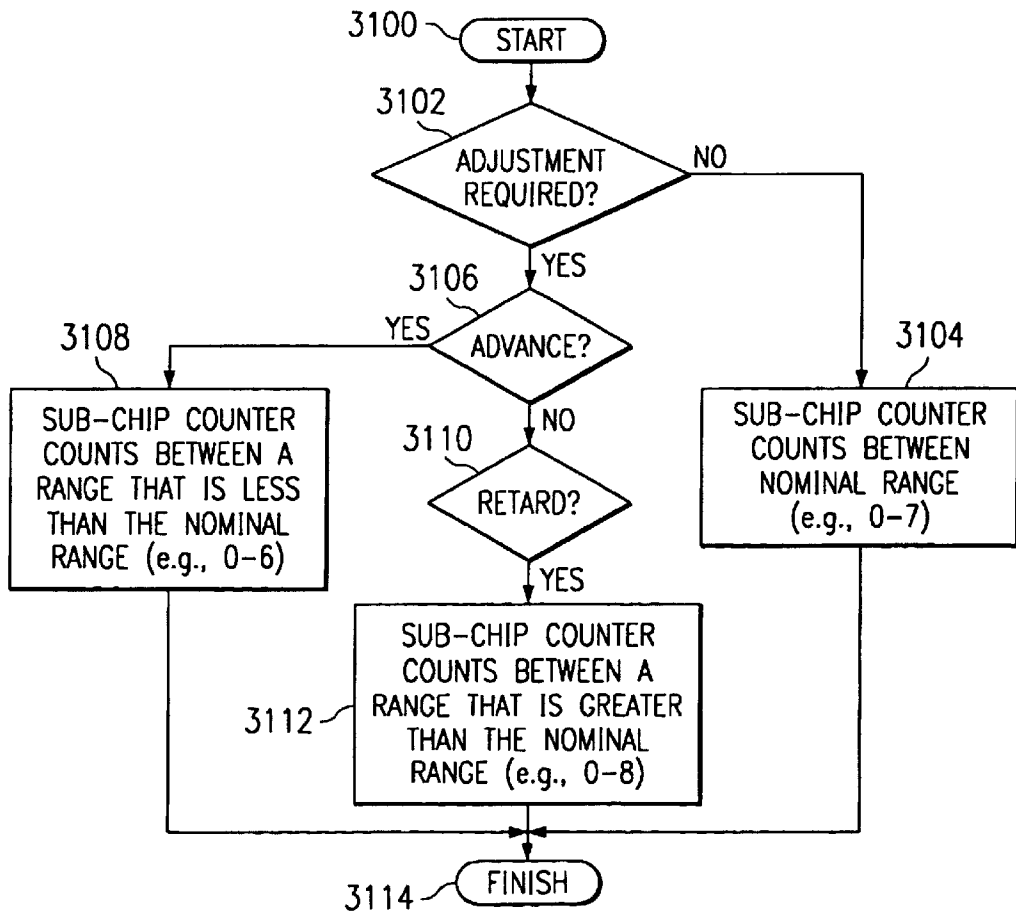 3100
START
3102
ADJUSTMENT
REQUIRED?
NO
YES
3106
YES
ADVANCE?
3108
SUB-CHIP COUNTER
COUNTS BETWEEN A
RANGE THAT IS LESS
THAN THE NOMINAL
RANGE (e.g., 0-6)
3104
SUB-CHIP COUNTER
COUNTS BETWEEN
NOMINAL RANGE
(e.g., 0-7)
NO
3110
RETARD?
YES
SUB-CHIP COUNTER
COUNTS BETWEEN A
RANGE THAT IS GREATER
THAN THE NOMINAL
RANGE (e.g., 0-8)
3112
FINISH
3114